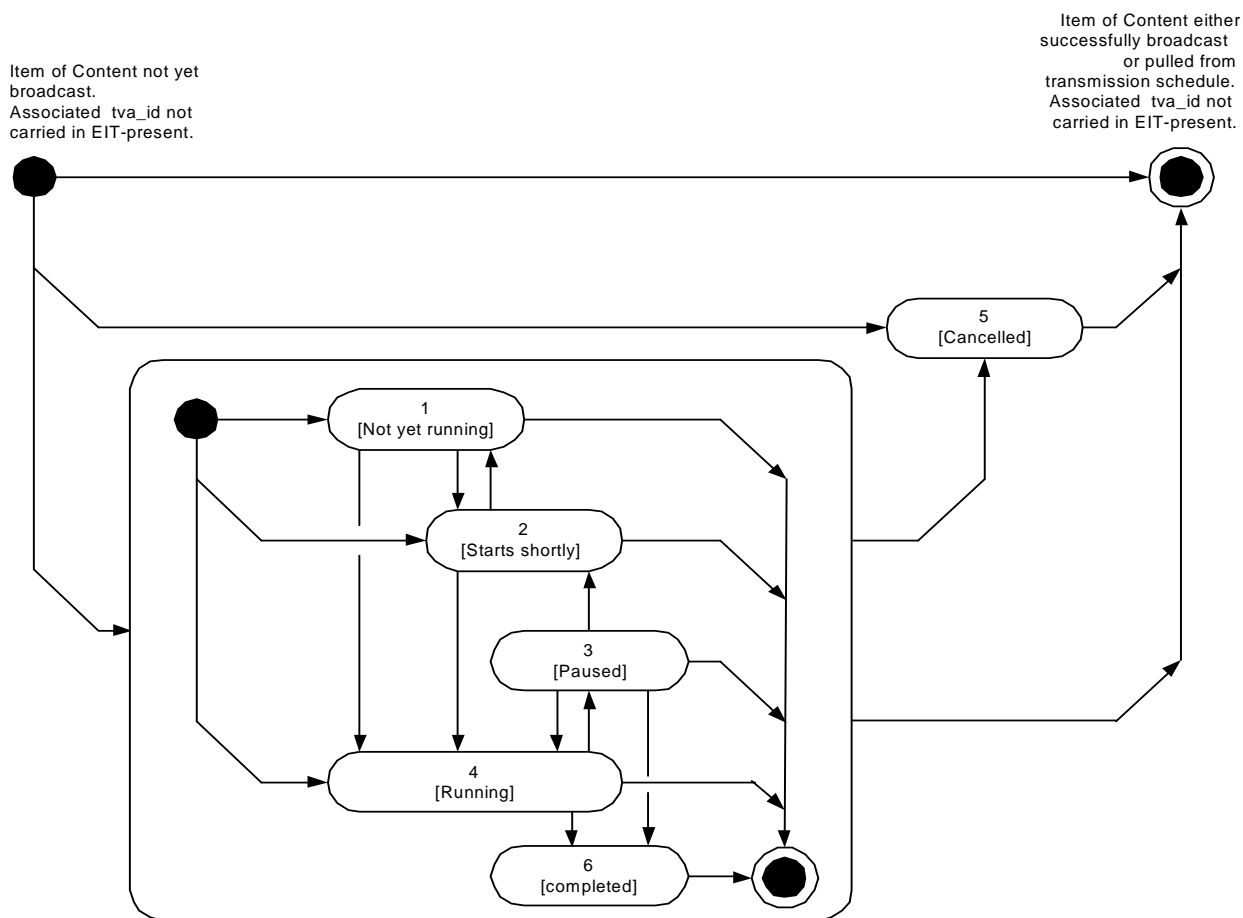 Item of Content not yet
broadcast.
Associated tva_id not
carried in EIT-present.
Item of Content either
successfully broadcast
or pulled from
transmission schedule.
Associated tva_id not
carried in EIT-present.
5
[Cancelled]
1
[Not yet running]
2
[Starts shortly]
3
[Paused]
4
[Running]
6
[completed]